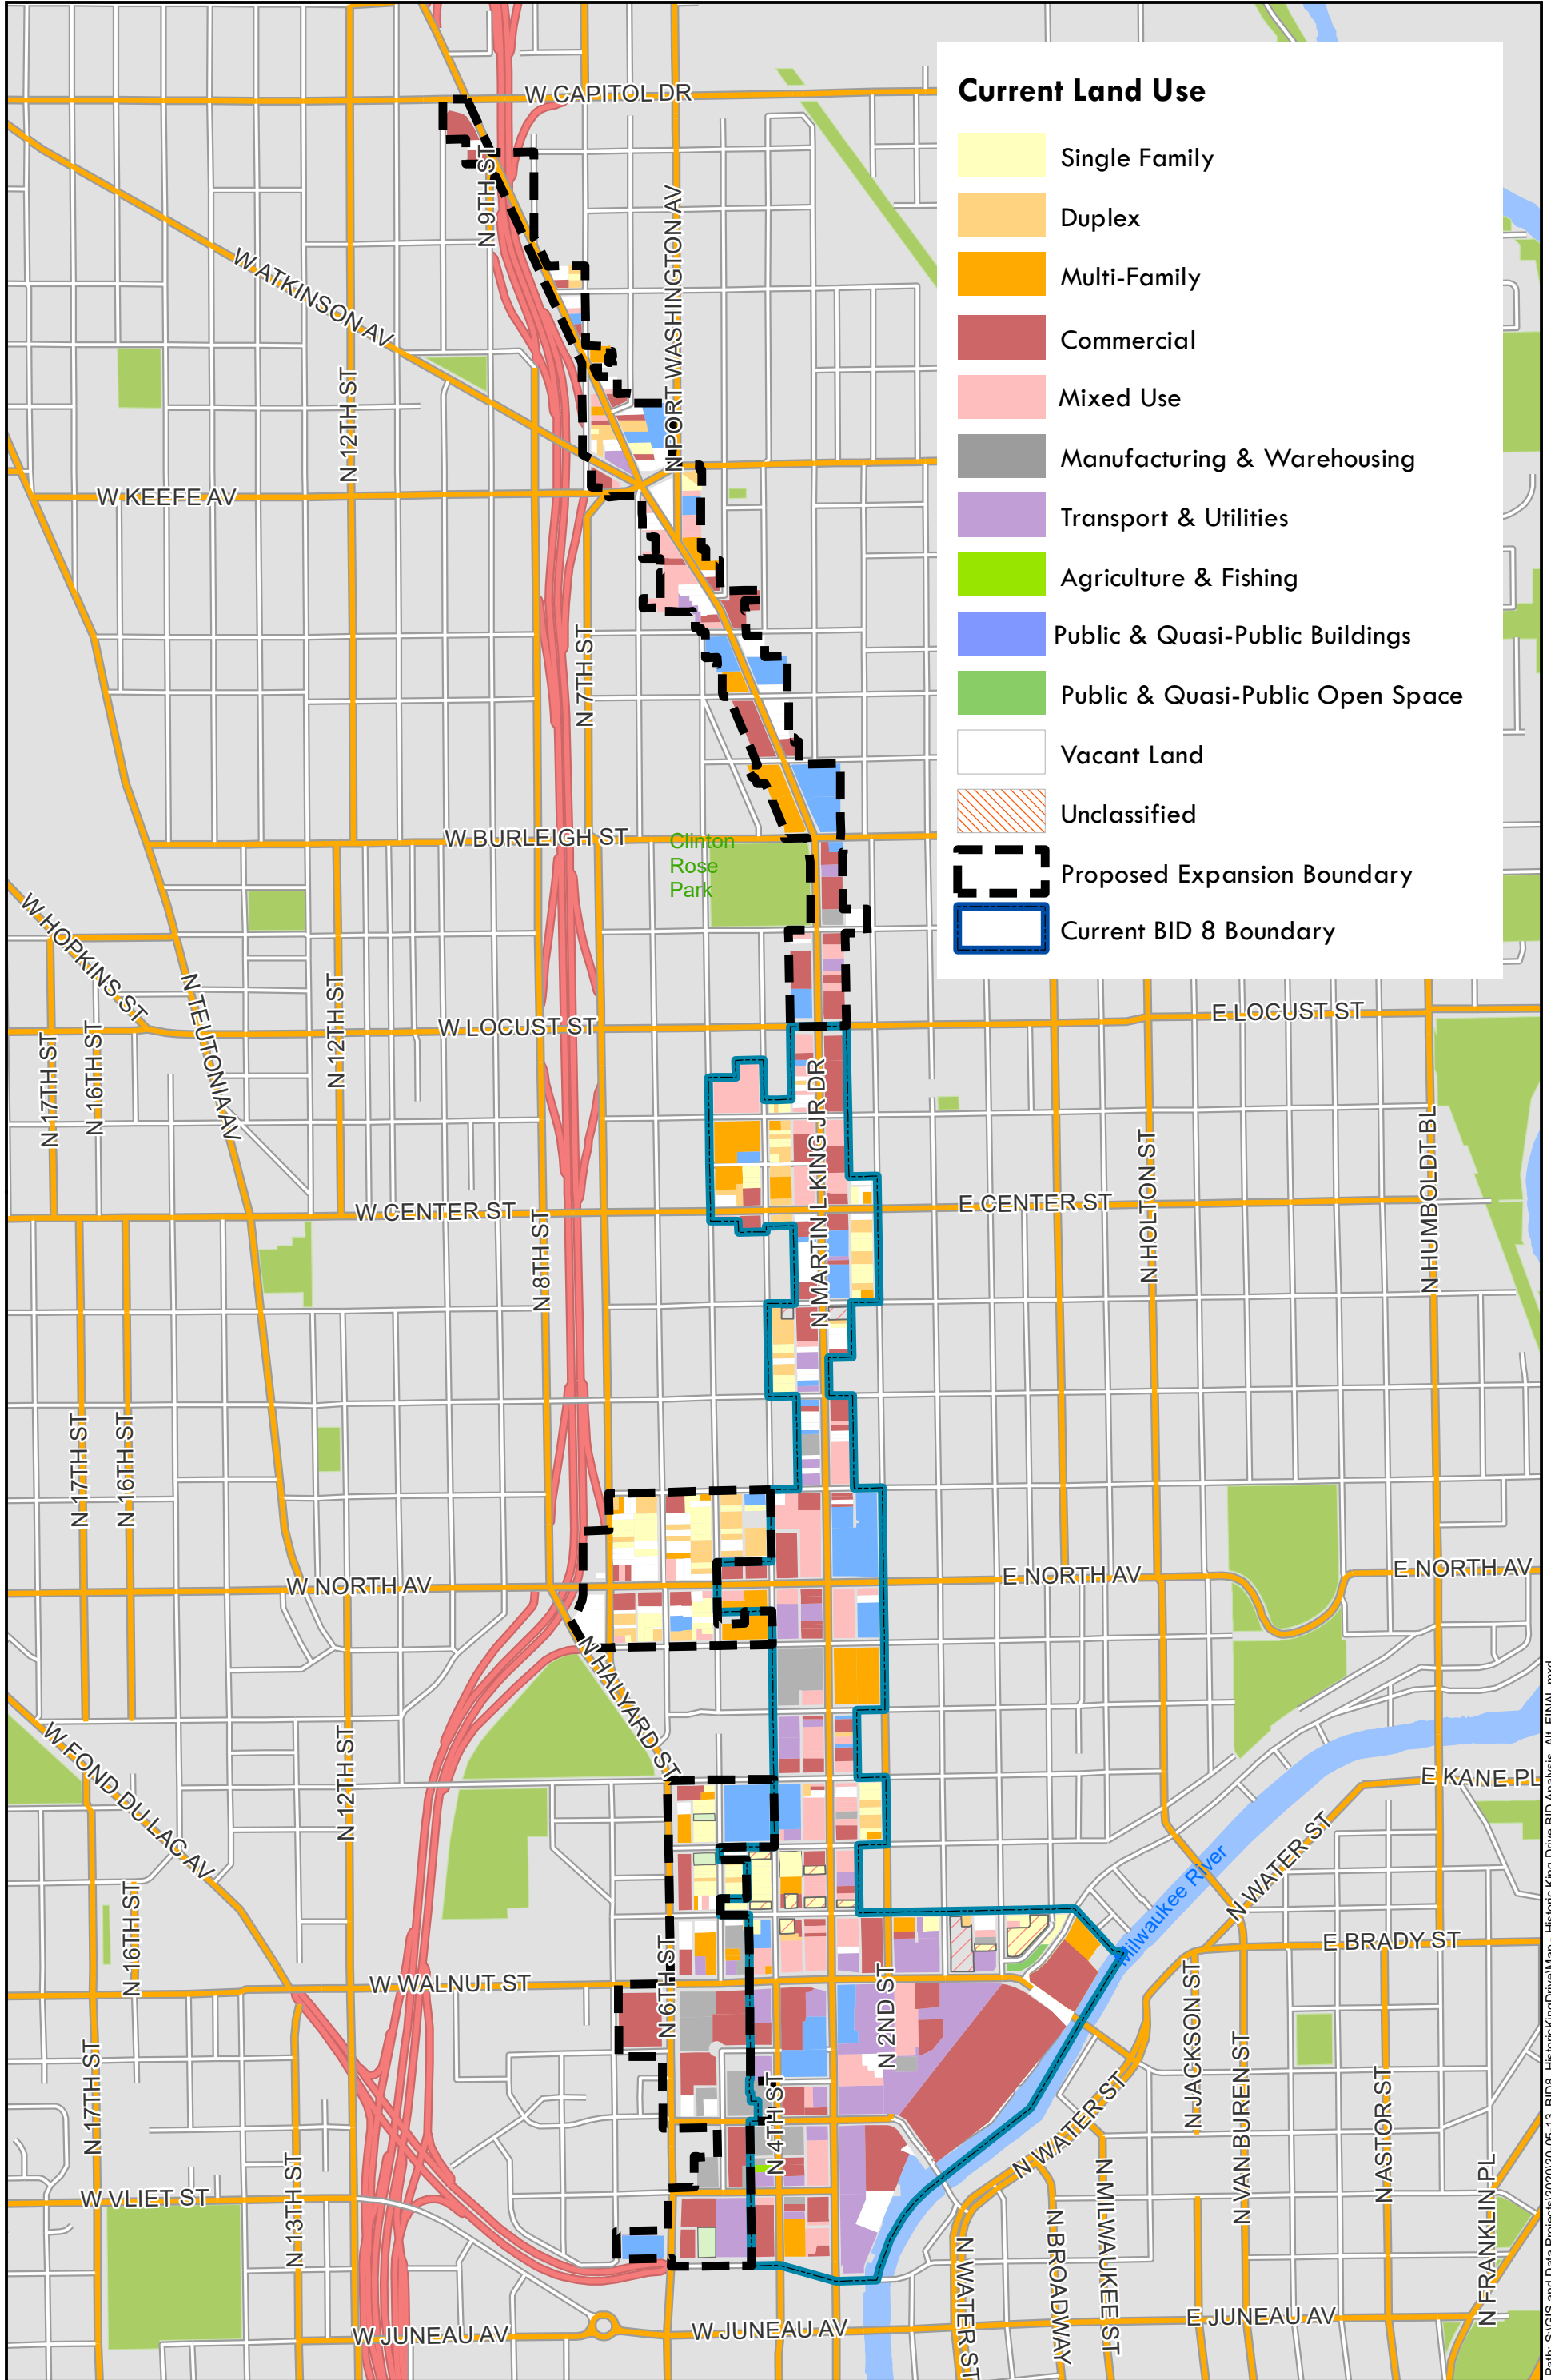 W CAPITOL DR
Current Land Use
Single Family
Duplex
Multi-Family
Commercial
Mixed Use
Manufacturing & Warehousing
Transport & Utilities
Agriculture & Fishing
Public & Quasi-Public Buildings
Public & Quasi-Public Open Space
Vacant Land
Unclassified
Proposed Expansion Boundary
Current BID 8 Boundary
N 9TH ST
N PORT WASHINGTON AV
W ATKINSON AV
N 12TH ST
W KEEFE AV
N 7TH ST
W BURLEIGH ST
Clinton
Rose
Park
W HOPKINS ST
N TEUTONIA AV
N 17TH ST
N 16TH ST
N 12TH ST
W LOCUST ST
E LOCUST ST
N MARTIN L KING JR DR
N HOLTON ST
N HUMBOLDT BL
W CENTER ST
E CENTER ST
N 8TH ST
N 17TH ST
N 16TH ST
W NORTH AV
E NORTH AV
E NORTH AV
N HALYARD ST
W FOND DU LAC AV
N 12TH ST
E KANE PL
N WATER ST
Milwaukee River
N 16TH ST
E BRADY ST
W WALNUT ST
N 6TH ST
N 2ND ST
N JACKSON ST
N VAN BUREN ST
N 17TH ST
N 4TH ST
N WATER ST
N ASTOR ST
W VLIET ST
N 13TH ST
N MILWAUKEE ST
N BROADWAY
N WATER ST
N FRANKLIN PL
W JUNEAU AV
W JUNEAU AV
E JUNEAU AV